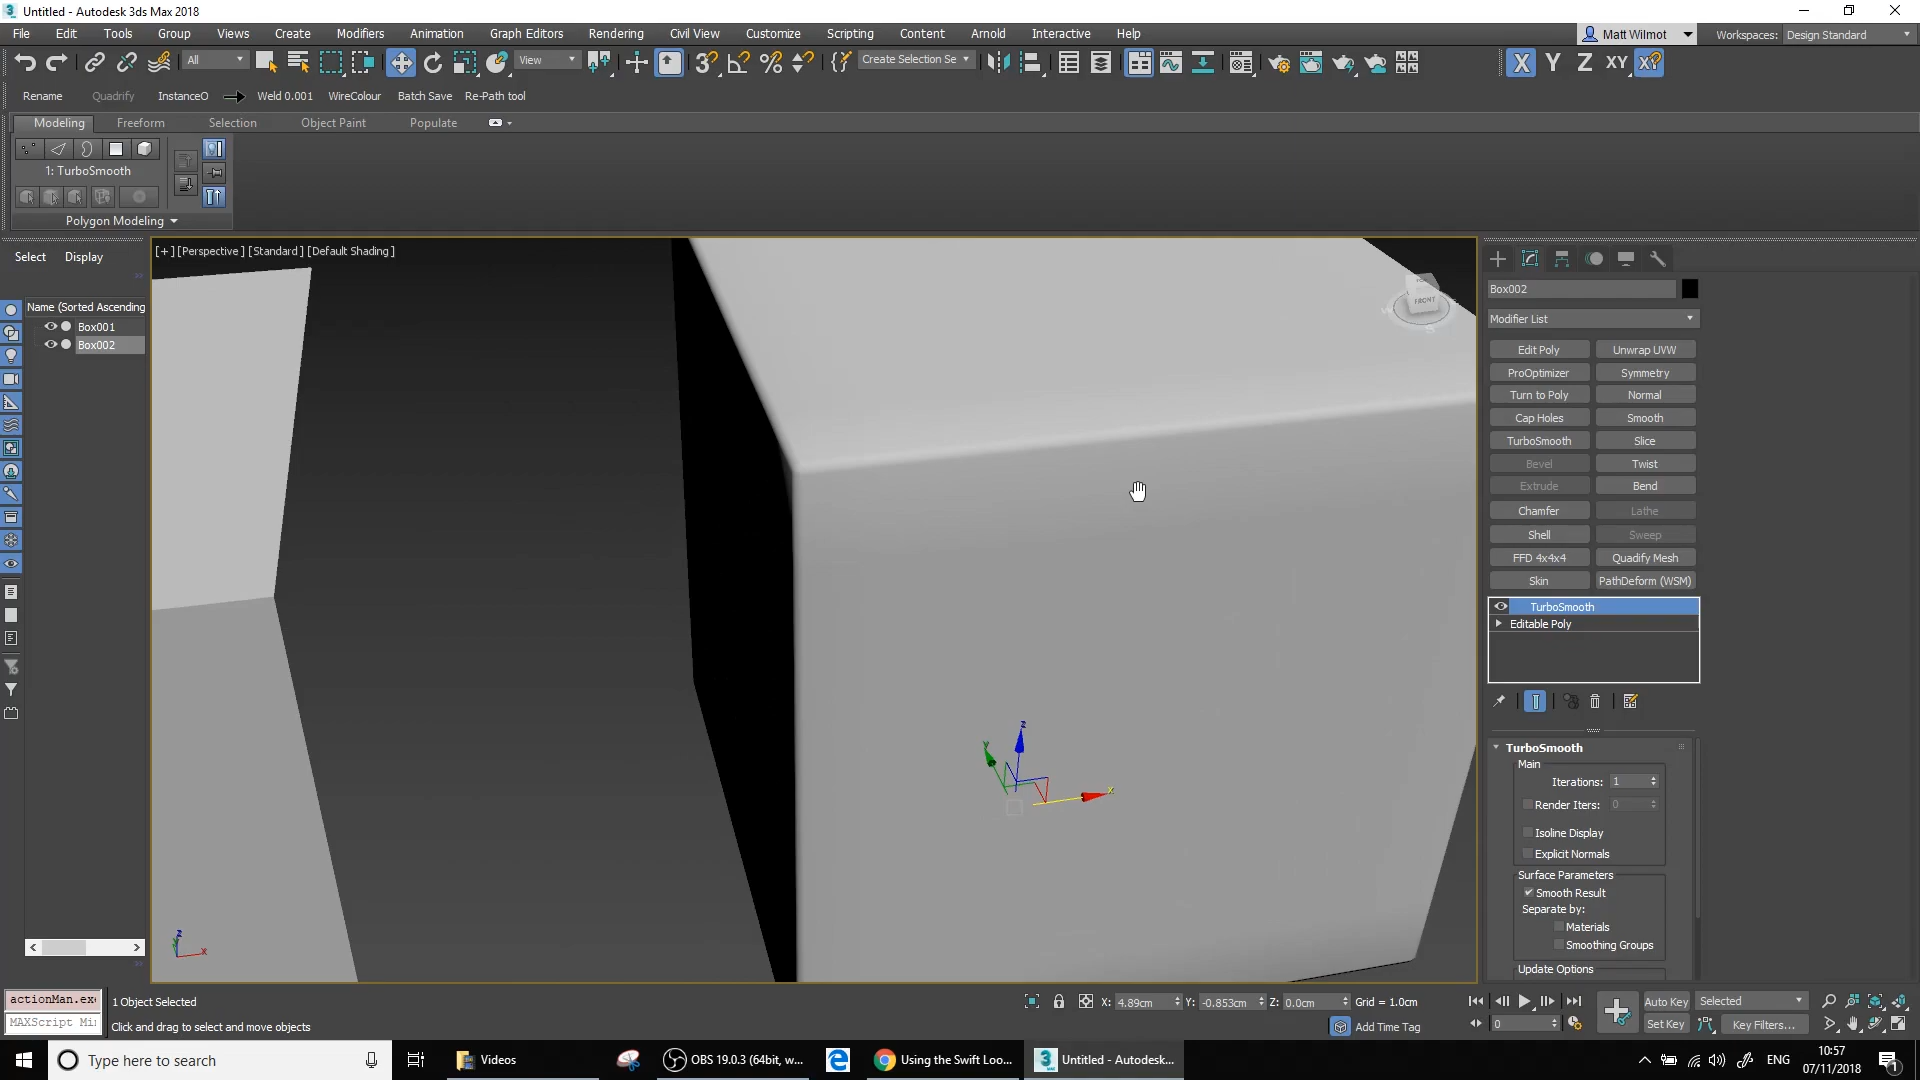 Untitled - Autodesk 3ds Max 2018
File Edit Tools Group Views Create Modifiers Animation Graph Editors Rendering Civil View Customize Scripting Content Arnold Interactive Help
Matt Wilmot
Workspaces: Design Standard
All
View
Create Selection Se
X Y Z XY
Rename Quadrify InstanceO Weld 0.001 WireColour Batch Save Re-Path tool
Modeling Freeform Selection Object Paint Populate
1: TurboSmooth
Polygon Modeling
Select Display
[+] [Perspective ] [Standard ] [Default Shading ]
Name (Sorted Ascending
Box001
Box002
FRONT
Box002
Modifier List
Edit Poly Unwrap UVW
ProOptimizer Symmetry
Turn to Poly Normal
Cap Holes Smooth
TurboSmooth Slice
Bevel Twist
Extrude Bend
Chamfer Lathe
Shell Sweep
FFD 4x4x4 Quadify Mesh
Skin PathDeform (WSM)
TurboSmooth
Editable Poly
TurboSmooth
Main
Iterations: 1
Render Iters: 0
Isoline Display
Explicit Normals
Surface Parameters
Smooth Result
Separate by:
Materials
Smoothing Groups
Update Options
z
y
x
z
x
actionMan.exe
MAXScript Mi
1 Object Selected
Click and drag to select and move objects
X: 4.89cm Y: -0.853cm Z: 0.0cm Grid = 1.0cm
Add Time Tag
0
Auto Key Selected
Set Key Key Filters...
Type here to search
Videos
OBS 19.0.3 (64bit, w...
Using the Swift Loo...
Untitled - Autodesk...
ENG
10:57
07/11/2018
1